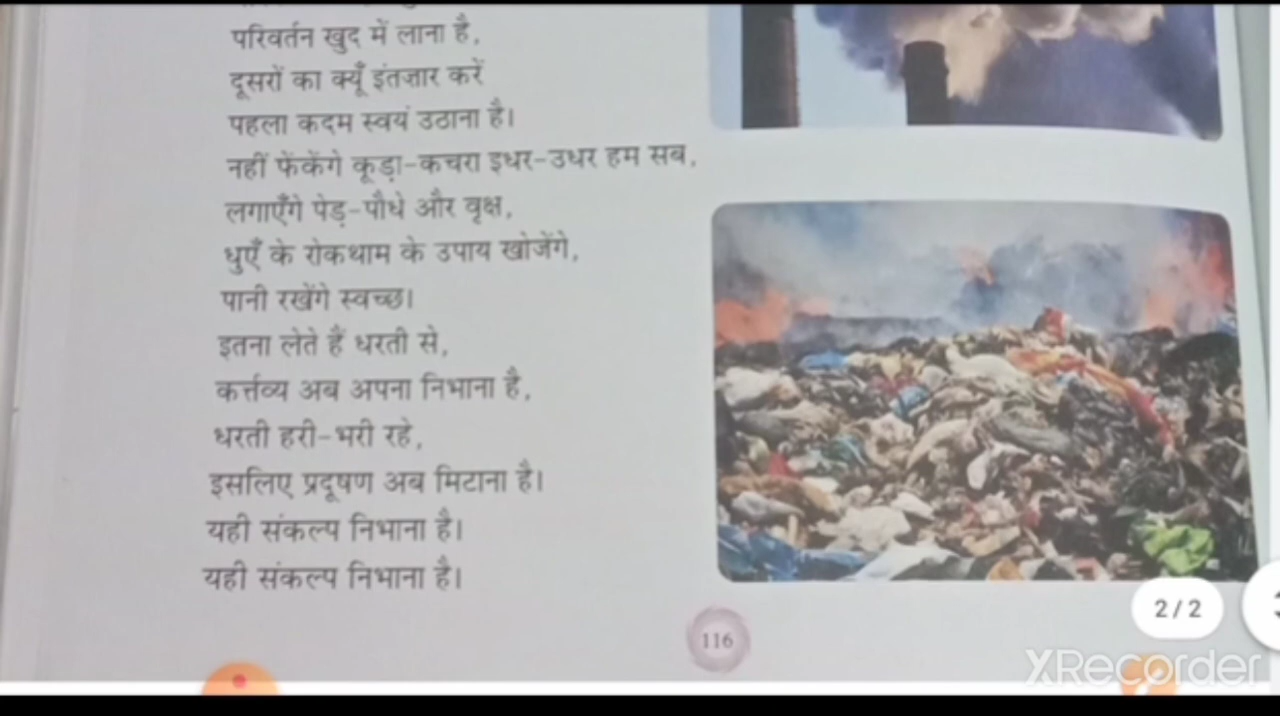 परिवर्तन खुद में लाना है,
दूसरों का क्यूँ इंतज़ार करें
पहला कदम स्वयं उठाना है।
नहीं फेंकेंगे कूड़ा-कचरा इधर-उधर हम सब,
लगाएँगे पेड़-पौधे और वृक्ष,
धुएँ के रोकथाम के उपाय खोजेंगे,
पानी रखेंगे स्वच्छ।
इतना लेते हैं धरती से,
कर्त्तव्य अब अपना निभाना है,
धरती हरी-भरी रहे,
इसलिए प्रदूषण अब मिटाना है।
यही संकल्प निभाना है।
यही संकल्प निभाना है।
2/2
116
XRecorder